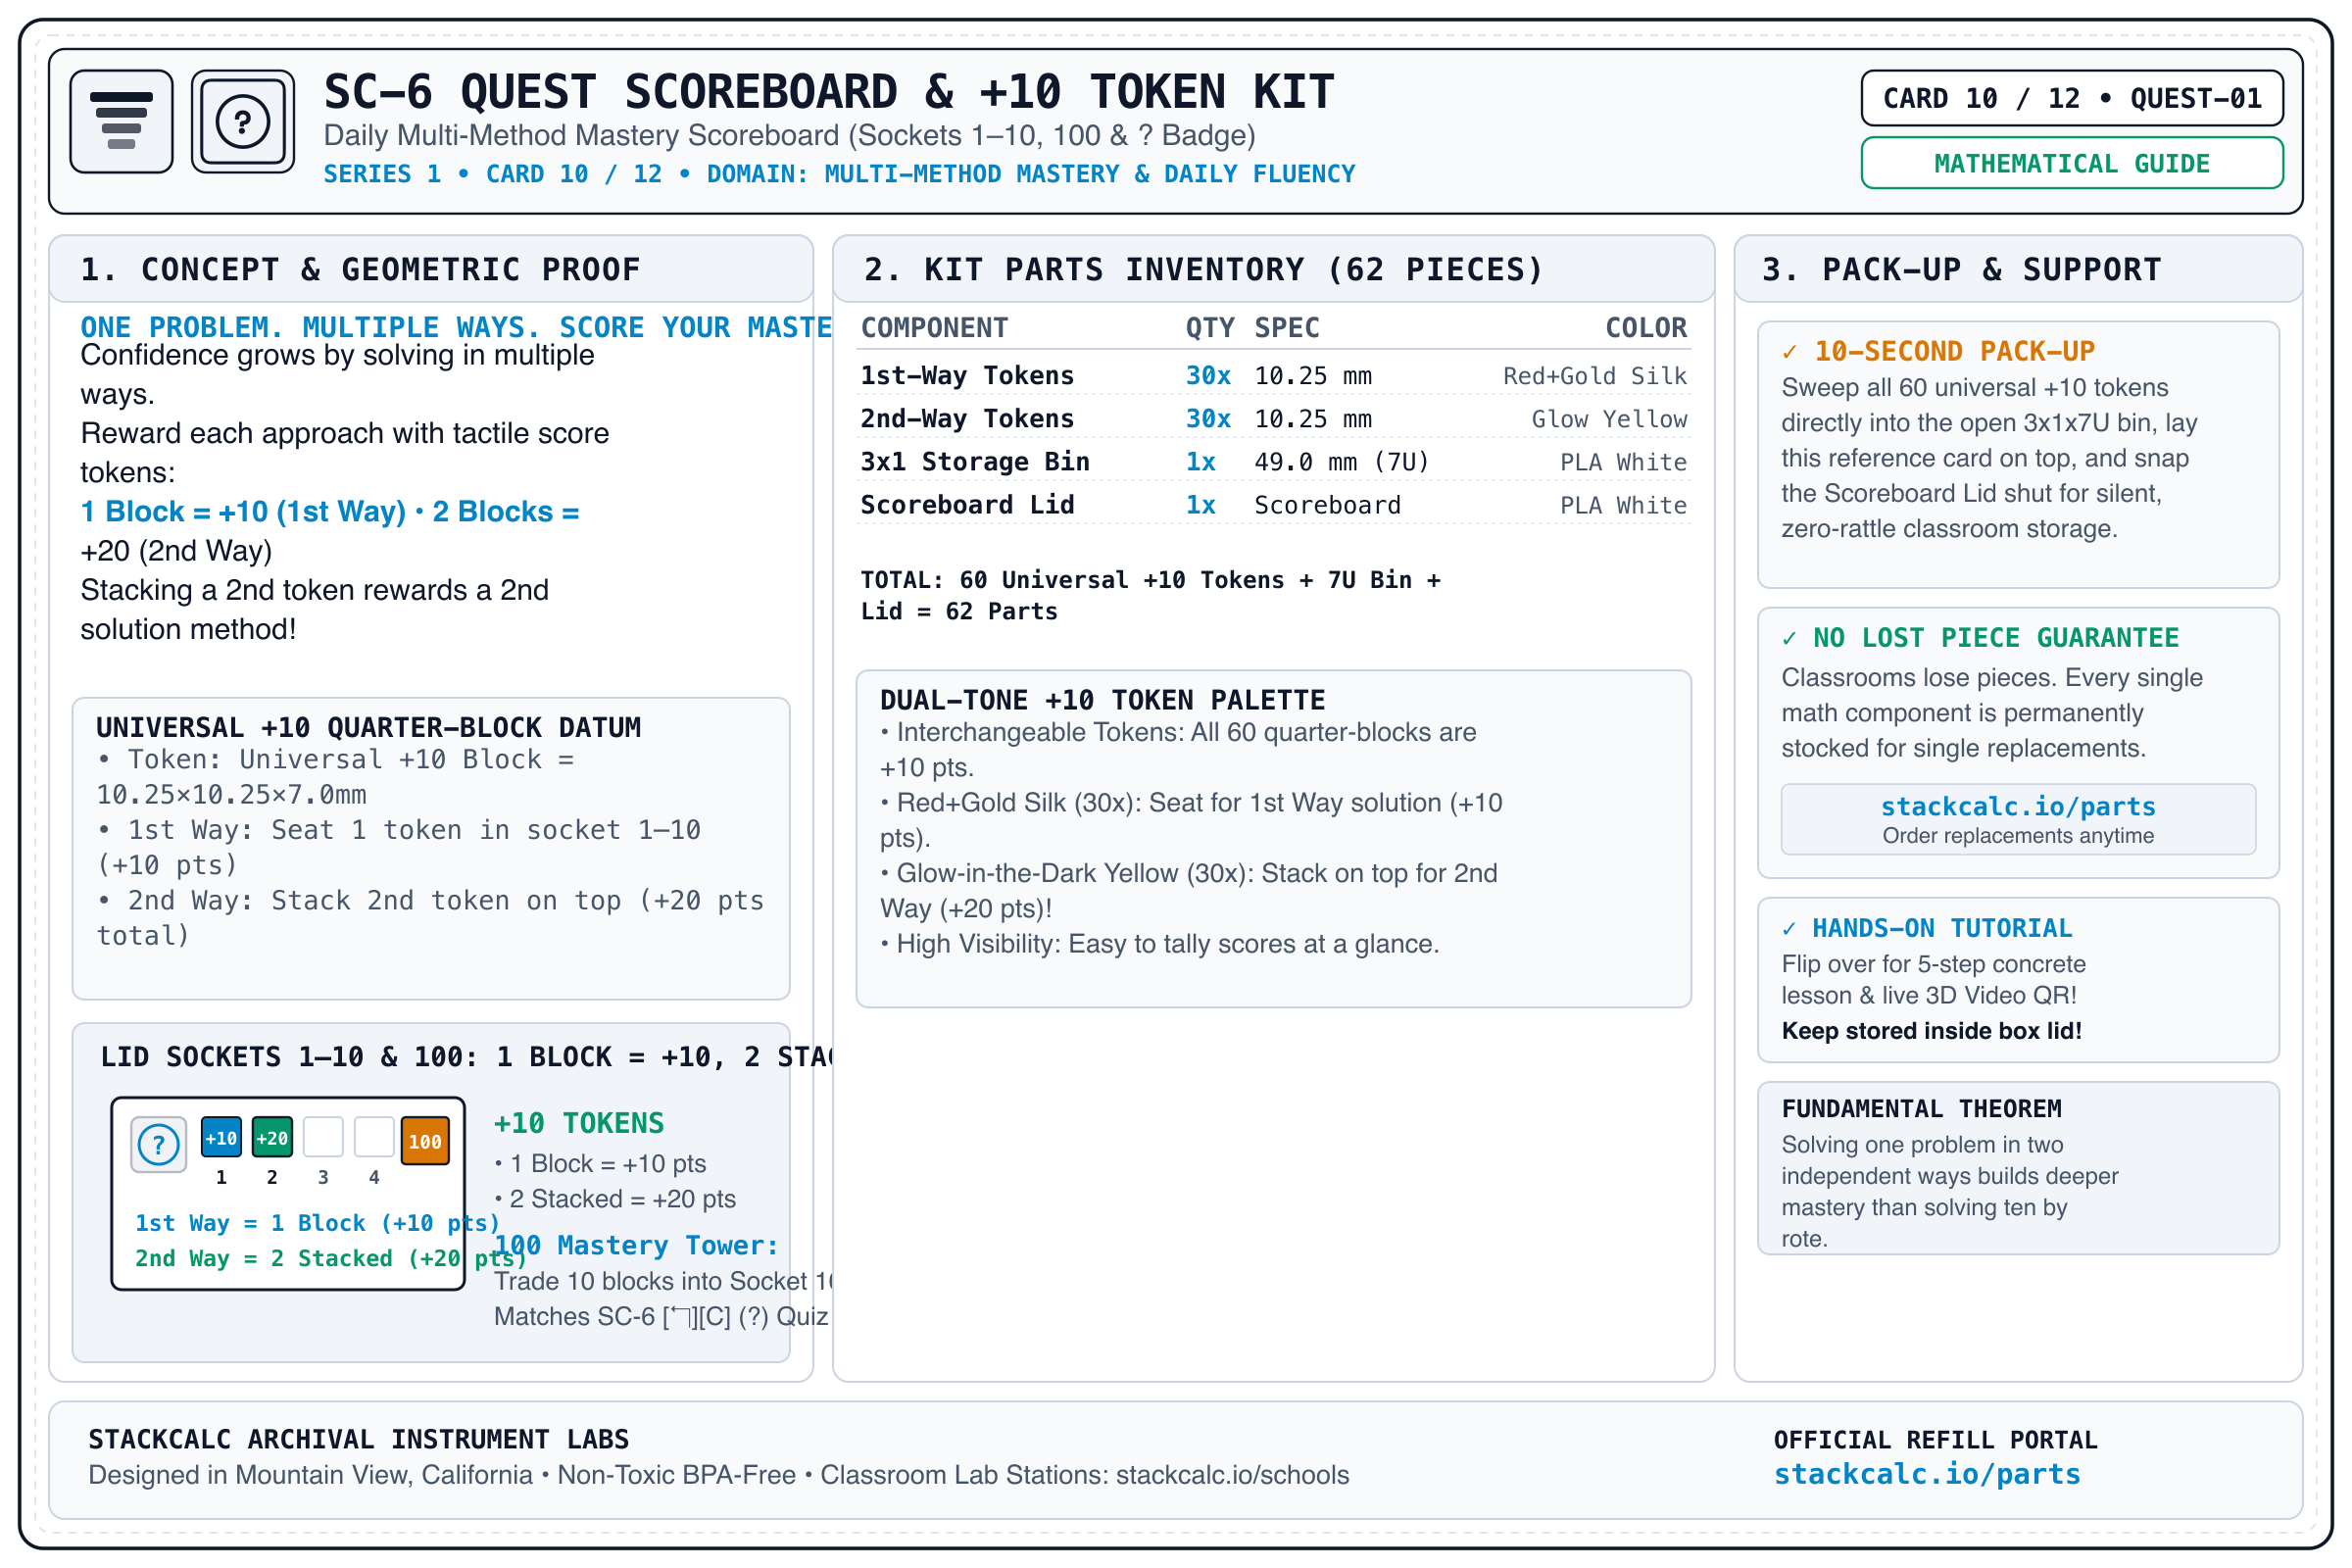 ?
SC–6 QUEST SCOREBOARD & +10 TOKEN KIT
Daily Multi-Method Mastery Scoreboard (Sockets 1–10, 100 & ? Badge)
SERIES 1 • CARD 10 / 12 • DOMAIN: MULTI–METHOD MASTERY & DAILY FLUENCY
CARD 10 / 12 • QUEST–01
MATHEMATICAL GUIDE
1. CONCEPT & GEOMETRIC PROOF
ONE PROBLEM. MULTIPLE WAYS. SCORE YOUR MASTE
Confidence grows by solving in multiple
ways.
Reward each approach with tactile score
tokens:
1 Block = +10 (1st Way) • 2 Blocks =
+20 (2nd Way)
Stacking a 2nd token rewards a 2nd
solution method!
UNIVERSAL +10 QUARTER–BLOCK DATUM
• Token: Universal +10 Block =
10.25×10.25×7.0mm
• 1st Way: Seat 1 token in socket 1–10
(+10 pts)
• 2nd Way: Stack 2nd token on top (+20 pts
total)
LID SOCKETS 1–10 & 100: 1 BLOCK = +10, 2
? +10 +20 100
1 2 3 4
1st Way = 1 Block (+10 pts)
2nd Way = 2 Stacked (+20 pts)
+10 TOKENS
• 1 Block = +10 pts
• 2 Stacked = +20 pts
100 Mastery Tower:
Trade 10 blocks into Socket
Matches SC-6 [C] (?) Quiz
2. KIT PARTS INVENTORY (62 PIECES)
COMPONENT QTY SPEC COLOR
1st–Way Tokens 30x 10.25 mm Red+Gold Silk
2nd–Way Tokens 30x 10.25 mm Glow Yellow
3x1 Storage Bin 1x 49.0 mm (7U) PLA White
Scoreboard Lid 1x Scoreboard PLA White
TOTAL: 60 Universal +10 Tokens + 7U Bin +
Lid = 62 Parts
DUAL–TONE +10 TOKEN PALETTE
• Interchangeable Tokens: All 60 quarter-blocks are
+10 pts.
• Red+Gold Silk (30x): Seat for 1st Way solution (+10
pts).
• Glow-in-the-Dark Yellow (30x): Stack on top for 2nd
Way (+20 pts)!
• High Visibility: Easy to tally scores at a glance.
3. PACK–UP & SUPPORT
✓ 10–SECOND PACK–UP
Sweep all 60 universal +10 tokens
directly into the open 3x1x7U bin, lay
this reference card on top, and snap
the Scoreboard Lid shut for silent,
zero-rattle classroom storage.
✓ NO LOST PIECE GUARANTEE
Classrooms lose pieces. Every single
math component is permanently
stocked for single replacements.
stackcalc.io/parts
Order replacements anytime
✓ HANDS–ON TUTORIAL
Flip over for 5-step concrete
lesson & live 3D Video QR!
Keep stored inside box lid!
FUNDAMENTAL THEOREM
Solving one problem in two
independent ways builds deeper
mastery than solving ten by
rote.
STACKCALC ARCHIVAL INSTRUMENT LABS
Designed in Mountain View, California • Non-Toxic BPA-Free • Classroom Lab Stations: stackcalc.io/schools
OFFICIAL REFILL PORTAL
stackcalc.io/parts